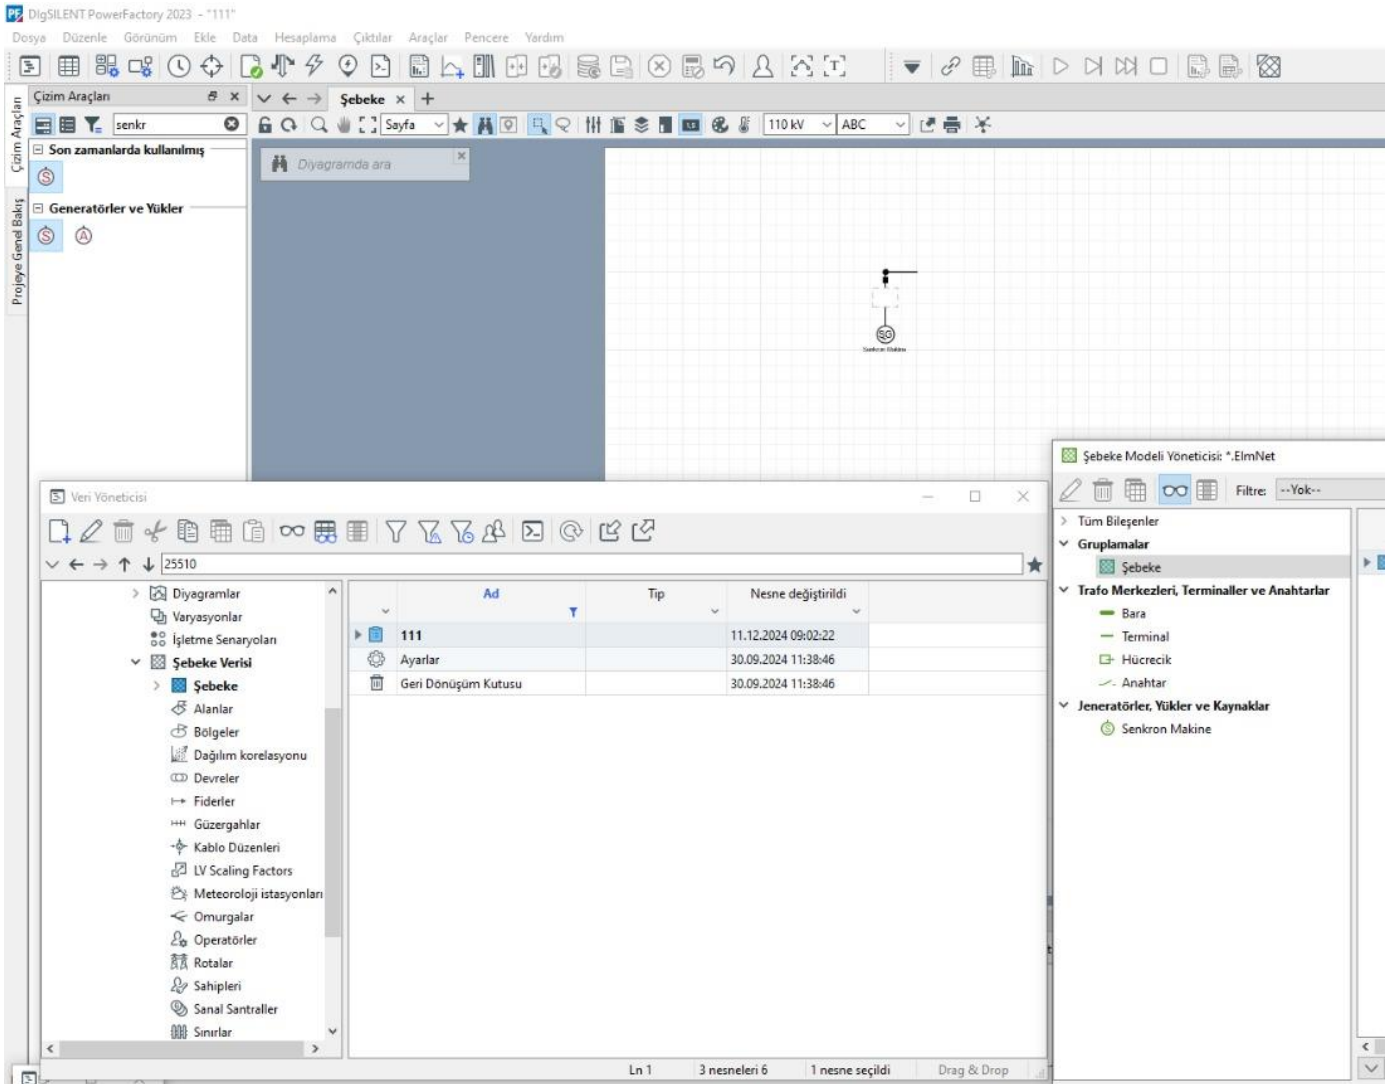 DIgSILENT PowerFactory 2023 - "111"
Dosya Düzenle Görünüm Ekle Data Hesaplama Çıktılar Araçlar Pencere Yardım
Çizim Araçları
Şebeke
senkr
Sayfa
110 kV
ABC
Çizim Araçları
Projeye Genel Bakış
Son zamanlarda kullanılmış
Generatörler ve Yükler
Diyagramda ara
SG
Senkron Makine
Veri Yöneticisi
25510
Diyagramlar
Varyasyonlar
İşletme Senaryoları
Şebeke Verisi
Şebeke
Alanlar
Bölgeler
Dağılım korelasyonu
Devreler
Fiderler
Güzergahlar
Kablo Düzenleri
LV Scaling Factors
Meteoroloji istasyonları
Omurgalar
Operatörler
Rotalar
Sahipleri
Sanal Santraller
Sınırlar
Ad Tip Nesne değiştirildi
111 11.12.2024 09:02:22
Ayarlar 30.09.2024 11:38:46
Geri Dönüşüm Kutusu 30.09.2024 11:38:46
Ln 1 3 nesneleri 6 1 nesne seçildi Drag & Drop
Şebeke Modeli Yöneticisi: *.ElmNet
Filtre: --Yok--
Tüm Bileşenler
Gruplamalar
Şebeke
Trafo Merkezleri, Terminaller ve Anahtarlar
Bara
Terminal
Hücrecik
Anahtar
Jeneratörler, Yükler ve Kaynaklar
Senkron Makine